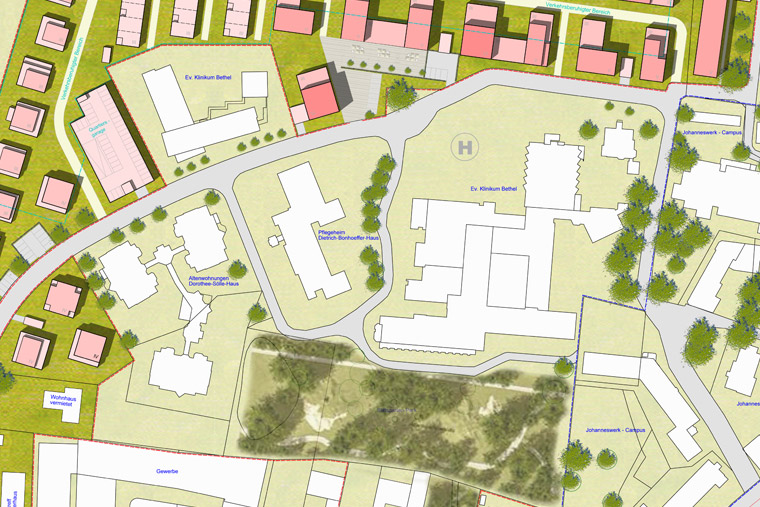 Verkehrsberuhigter Bereich
Verkehrsberuhigter Bereich
Ev. Klinikum Bethel
Quartiers
garage
Johanneswerk - Campus
H
Ev. Klinikum Bethel
Pflegeheim
Dietrich-Bonhoeffer-Haus
Altenwohnungen
Dorothee-Sölle-Haus
IV
Wohnhaus
vermietet
Johanneswerk - Campus
Gewerbe